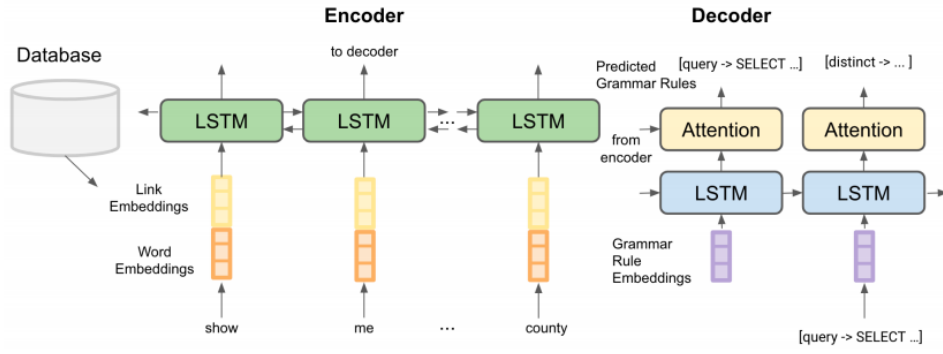 Encoder
Decoder
Database
to decoder
Predicted
Grammar Rules
[query -> SELECT ...]
[distinct -> ... ]
LSTM
LSTM
...
LSTM
Attention
Attention
from
encoder
LSTM
LSTM
Link
Embeddings
Word
Embeddings
Grammar
Rule
Embeddings
show
me
...
county
[query -> SELECT ...]